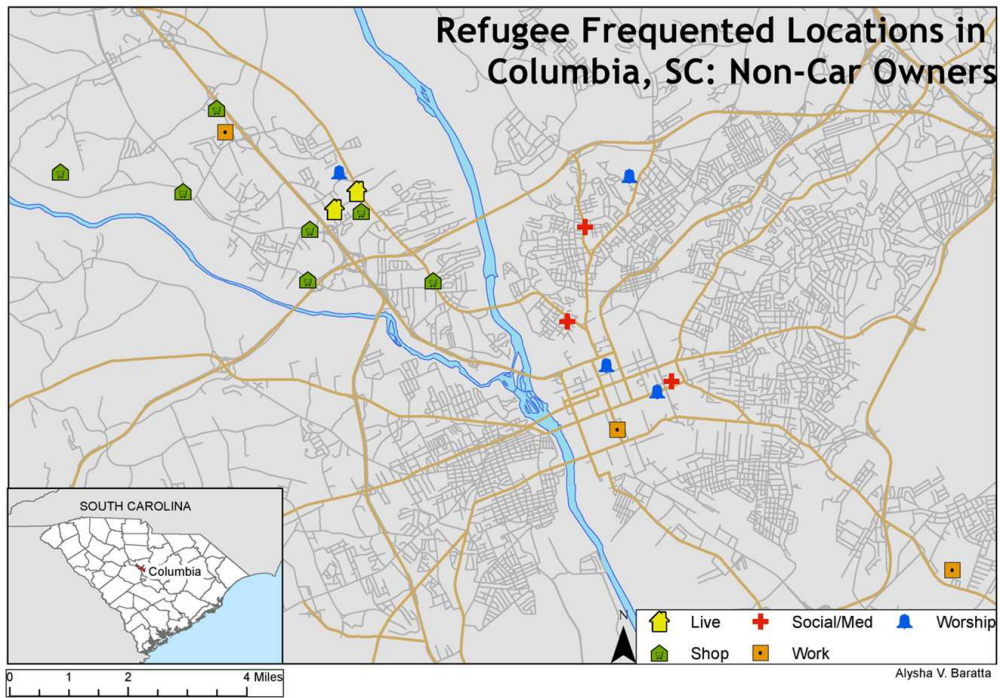 Refugee Frequented Locations in
Columbia, SC: Non-Car Owners
SOUTH CAROLINA
Columbia
N
Live
Social/Med
Worship
Shop
Work
0 1 2 4 Miles
Alysha V. Baratta